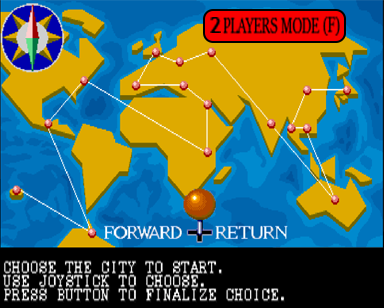 2 PLAYERS MODE (F)
FORWARD RETURN
CHOOSE THE CITY TO START.
USE JOYSTICK TO CHOOSE.
PRESS BUTTON TO FINALIZE CHOICE.